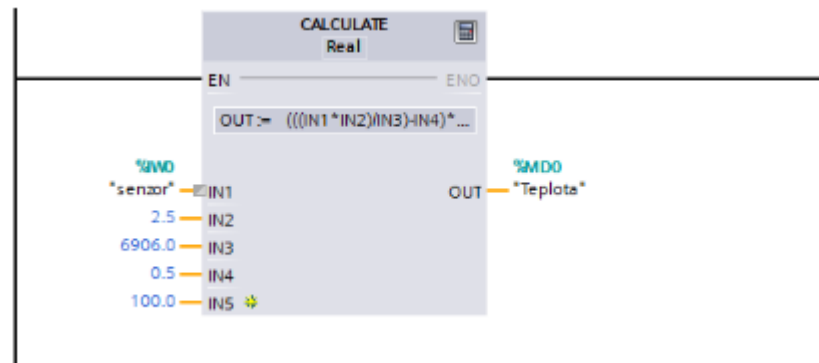 CALCULATE
Real
EN
ENO
OUT := (((IN1*IN2)/IN3)-IN4)*...
%IW0
"senzor"
IN1
%MD0
OUT
"Teplota"
2.5
IN2
6906.0
IN3
0.5
IN4
100.0
IN5